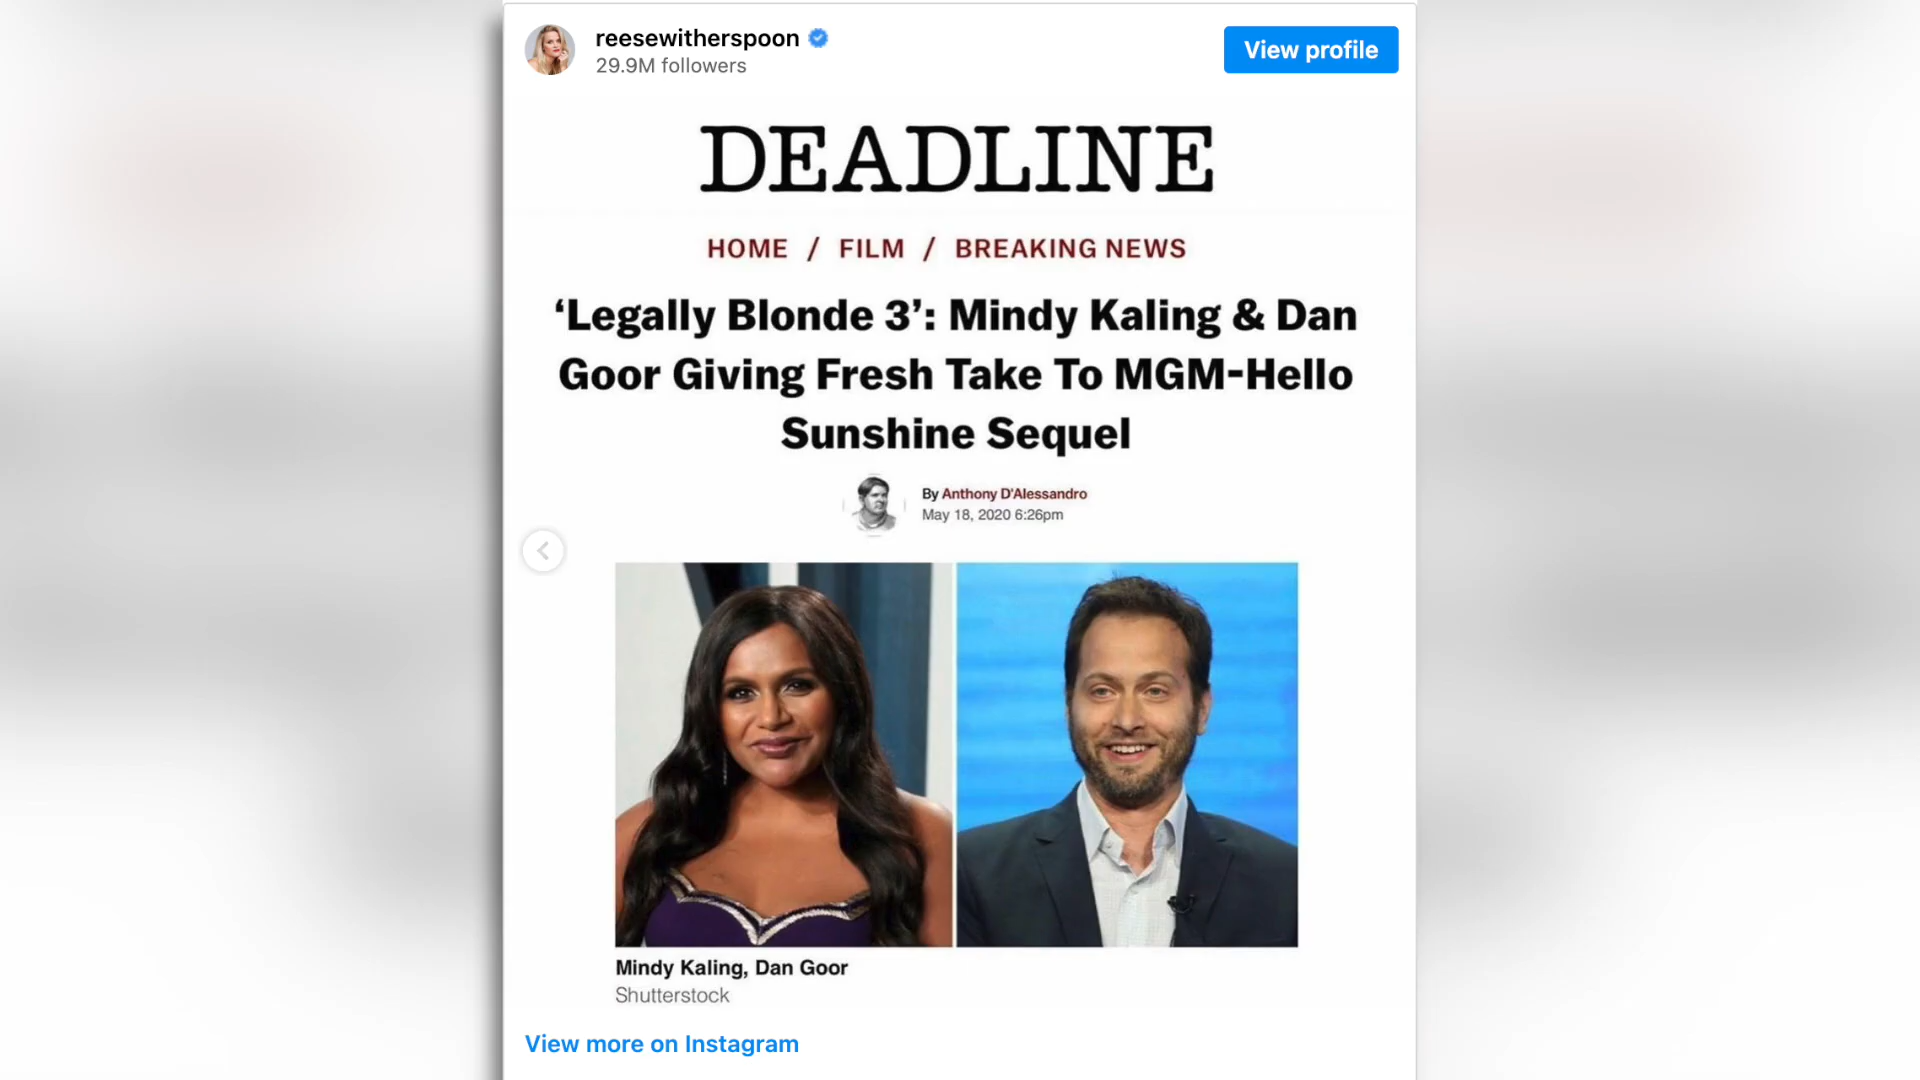 reesewitherspoon
29.9M followers
View profile
DEADLINE
HOME / FILM / BREAKING NEWS
‘Legally Blonde 3’: Mindy Kaling & Dan
Goor Giving Fresh Take To MGM-Hello
Sunshine Sequel
By Anthony D'Alessandro
May 18, 2020 6:26pm
Mindy Kaling, Dan Goor
Shutterstock
View more on Instagram